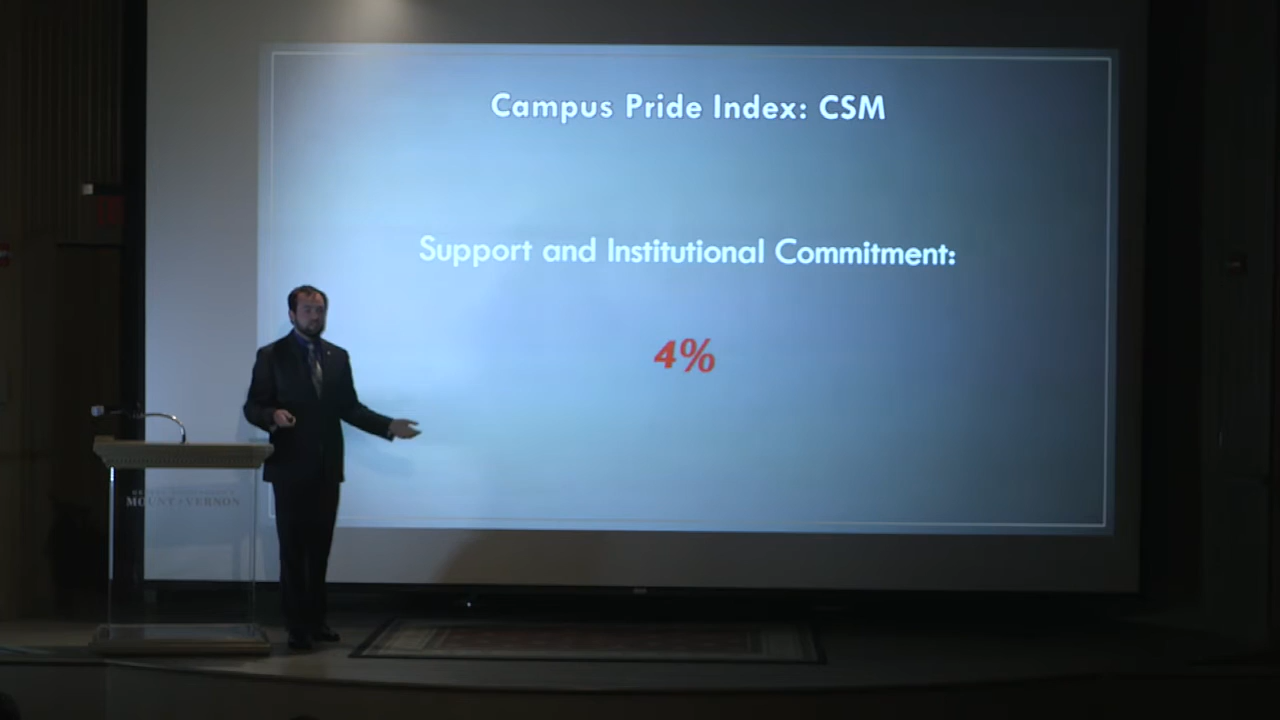 Campus Pride Index: CSM
Support and Institutional Commitment:
4%
MOUNT VERNON